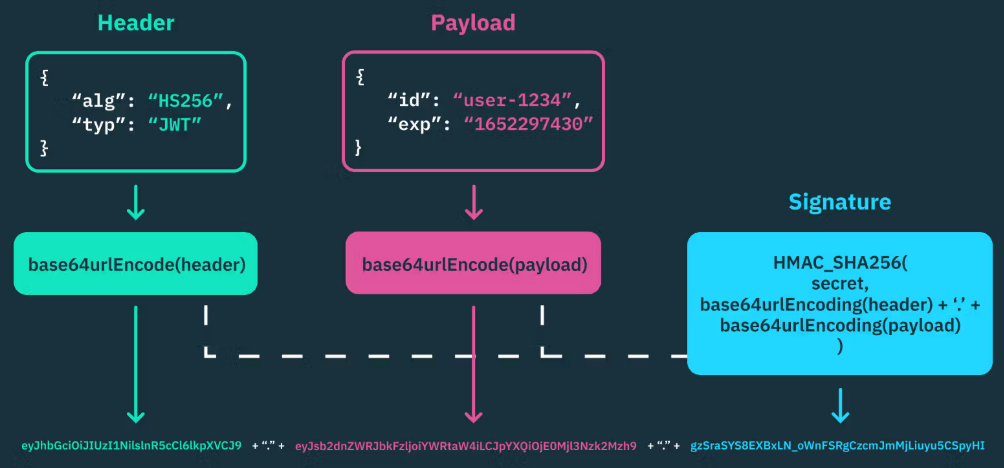 Header
Payload
{
“alg”: “HS256”,
“typ”: “JWT”
}
{
“id”: “user-1234”,
“exp”: “1652297430”
}
Signature
base64urlEncode(header)
base64urlEncode(payload)
HMAC_SHA256(
secret,
base64urlEncoding(header) + ‘.’ +
base64urlEncoding(payload)
)
eyJhbGciOiJIUzI1NiIsInR5cCI6IkpXVCJ9 + “.” + eyJsb2dnZWRJbkFzIjoiYWRtaW4iLCJpYXQiOjE0MjI3Nzk2Mzh9 + “.” + gzSraSYS8EXBxLN_oWnFSRgCzcmJmMjLiuyu5CSpyHI